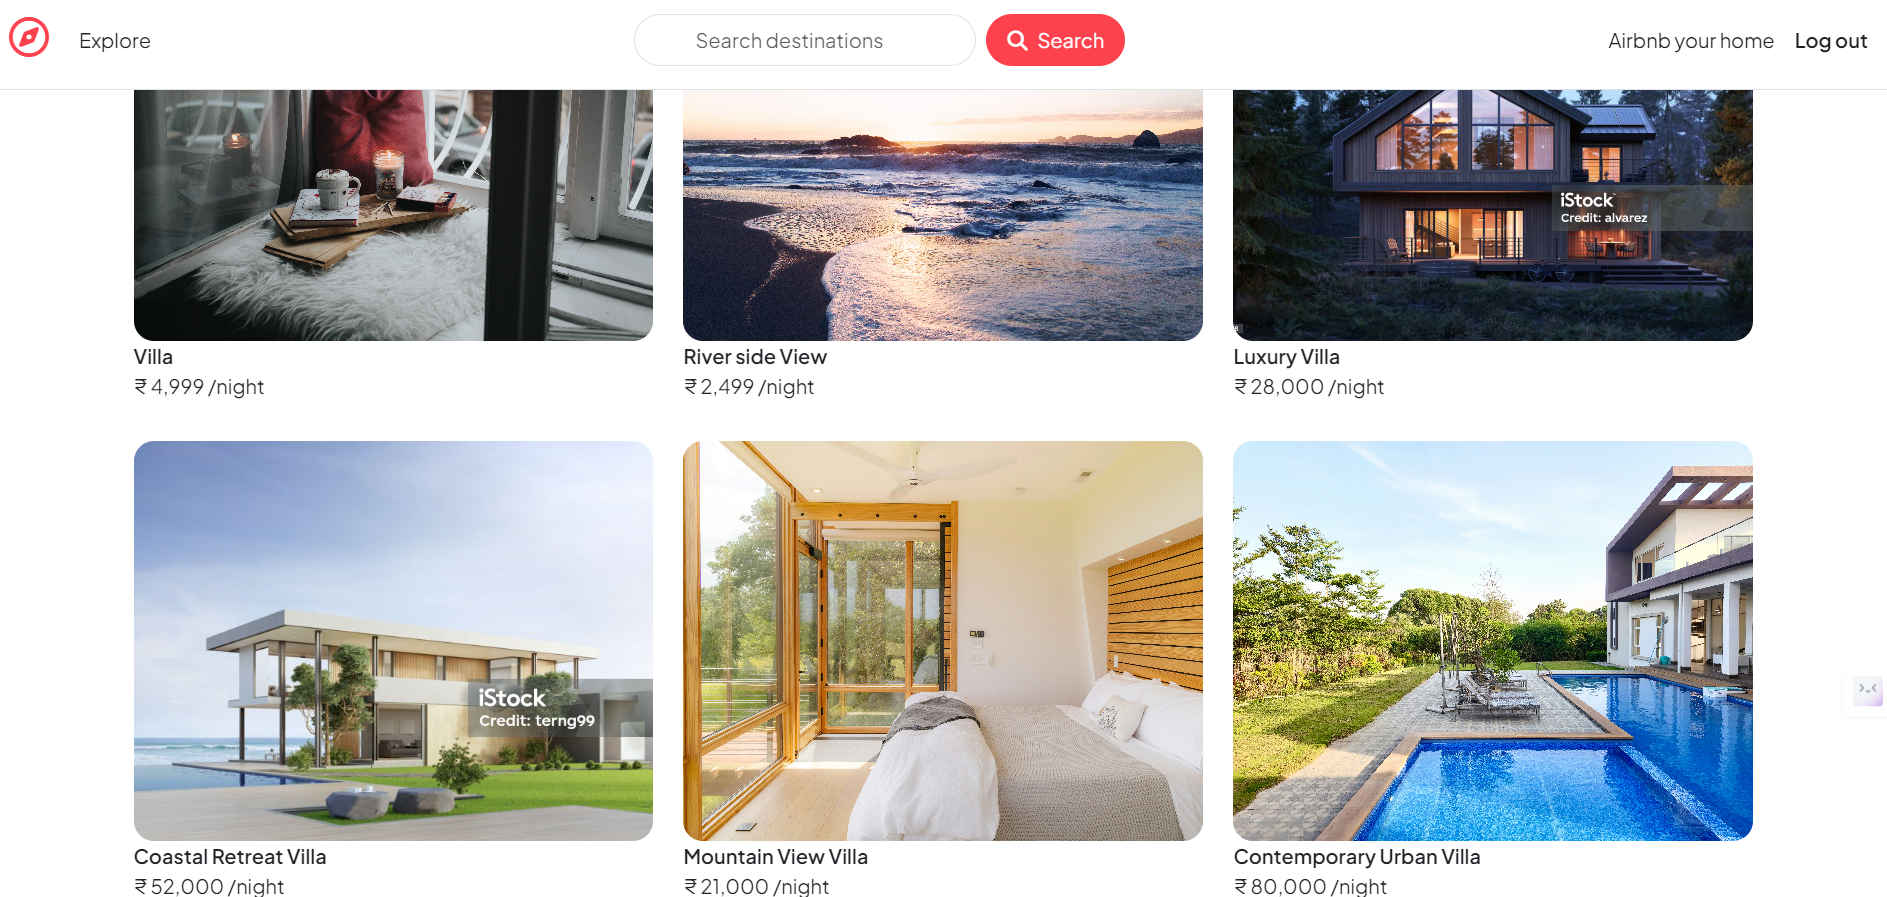 Explore
Search destinations
Search
Airbnb your home
Log out
iStock
Credit: alvarez
Villa
₹ 4,999 /night
River side View
₹ 2,499 /night
Luxury Villa
₹ 28,000 /night
iStock
Credit: terng99
Coastal Retreat Villa
₹ 52,000 /night
Mountain View Villa
₹ 21,000 /night
Contemporary Urban Villa
₹ 80,000 /night